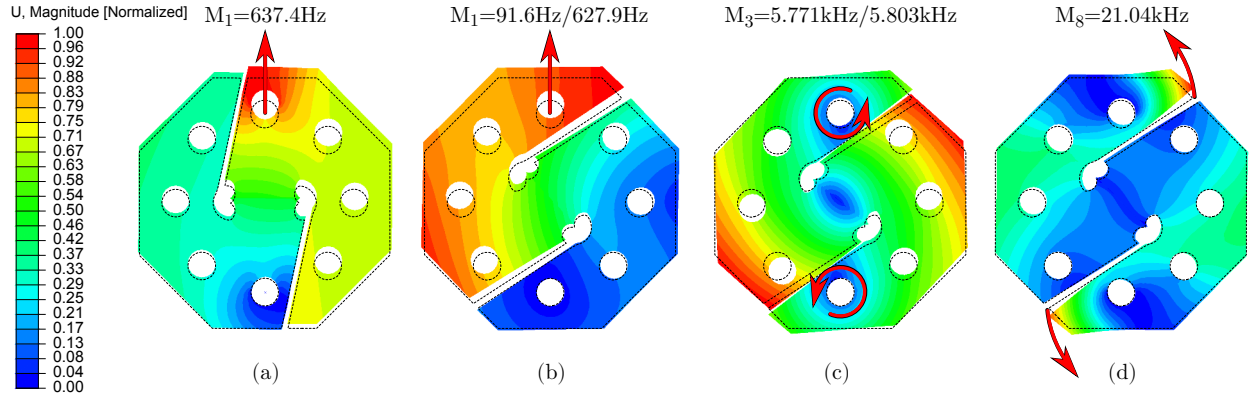 U, Magnitude [Normalized]
M₁=637.4Hz
M₁=91.6Hz/627.9Hz
M₃=5.771kHz/5.803kHz
M₈=21.04kHz
1.00
0.96
0.92
0.88
0.83
0.79
0.75
0.71
0.67
0.63
0.58
0.54
0.50
0.46
0.42
0.38
0.33
0.29
0.25
0.21
0.17
0.13
0.08
0.04
0.00
(a)
(b)
(c)
(d)